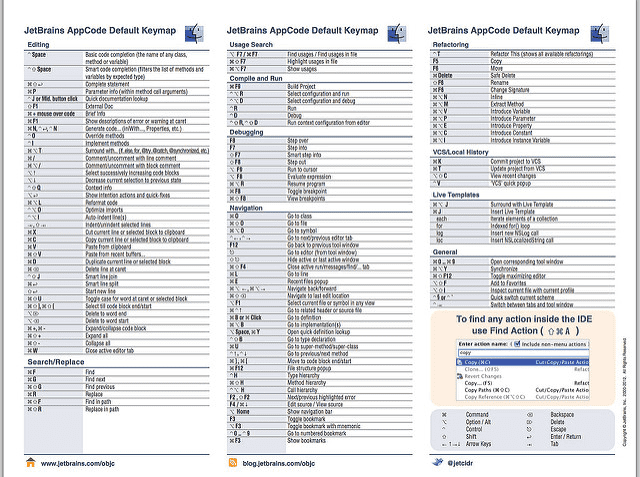 JetBrains AppCode Default Keymap
Editing
^ Space Basic code completion (the name of any class, method or variable)
^ ⇧ Space Smart code completion (filters the list of methods and variables by expected type)
⌘ ⇧ ↩ Complete statement
⌘ P Parameter info (within method call arguments)
^ J or Mid. button click Quick documentation lookup
⇧ F1 External Doc
⌘ + mouse over code Brief Info
⌘ F1 Show descriptions of error or warning at caret
⌘ N, ^ ↩, ^ N Generate code... (initWith..., Properties, etc.)
^ O Override methods
^ I Implement methods
⌘ ⌥ T Surround with...
⌘ / Comment/uncomment with line comment
⌘ ⌥ / Comment/uncomment with block comment
⌥ ↑ Select successively increasing code blocks
⌥ ↓ Decrease current selection to previous state
^ ⇧ Q Context info
⌥ ↩ Show intention actions and quick-fixes
⌘ ⌥ L Reformat code
^ ⌥ O Optimize imports
^ ⌥ I Auto-indent line(s)
Indent/unindent selected lines
⌘ X Cut current line or selected block to clipboard
⌘ C Copy current line or selected block to clipboard
⌘ V Paste from clipboard
⌘ ⇧ V Paste from recent buffers...
⌘ D Duplicate current line or selected block
⌘ ⌫ Delete line at caret
^ ⇧ J Smart line join
⌘ ↩ Smart line split
⇧ ↩ Start new line
⌘ ⇧ U Toggle case for word at caret or selected block
⌘ ⇧ ], ⌘ ⇧ [ Select till code block end/start
⌥ ⌦ Delete to word end
⌥ ⌫ Delete to word start
⌘ +, ⌘ - Expand/collapse code block
⌘ ⇧ + Expand all
⌘ ⇧ - Collapse all
⌘ W Close active editor tab
Search/Replace
⌘ F Find
⌘ G Find next
⌘ ⇧ G Find previous
⌘ R Replace
⌘ ⇧ F Find in path
⌘ ⇧ R Replace in path
www.jetbrains.com/objc
JetBrains AppCode Default Keymap
Usage Search
⌥ F7 / ⌘ F7 Find usages / Find usages in file
⌘ ⇧ F7 Highlight usages in file
⌘ ⌥ F7 Show usages
Compile and Run
⌘ F9 Build Project
^ ⌥ R Select configuration and run
^ ⌥ D Select configuration and debug
^ R Run
^ D Debug
^ ⇧ R, ^ ⇧ D Run context configuration from editor
Debugging
F8 Step over
F7 Step into
⇧ F7 Smart step into
⇧ F8 Step out
⌥ F9 Run to cursor
⌥ F8 Evaluate expression
⌘ ⌥ R Resume program
⌘ F8 Toggle breakpoint
⌘ ⇧ F8 View breakpoints
Navigation
⌘ O Go to class
⌘ ⇧ O Go to file
⌘ ⌥ O Go to symbol
Go to next/previous editor tab
F12 Go back to previous tool window
Go to editor (from tool window)
Hide active or last active window
⌘ ⇧ F4 Close active run/messages/find/... tab
⌘ L Go to line
⌘ E Recent files popup
Navigate back/forward
Navigate to last edit location
⌥ F1 Select current file or symbol in any view
Go to related header or source file
⌘ B or ⌘ Click Go to definition
⌘ ⌥ B Go to implementation(s)
⌥ Space, ⌘ Y Open quick definition lookup
^ ⇧ B Go to type declaration
⌘ U Go to super-method/super-class
Go to previous/next method
⌘ ], ⌘ [ Move to code block end/start
⌘ F12 File structure popup
^ H Type hierarchy
⌘ ⇧ H Method hierarchy
^ ⌥ H Call hierarchy
F2, ⇧ F2 Next/previous highlighted error
F4 / ⌘ ↓ Edit source / View source
⌥ Home Show navigation bar
F3 Toggle bookmark
⌥ F3 Toggle bookmark with mnemonic
^ 0 ... ^ 9 Go to numbered bookmark
⌘ F3 Show bookmarks
blog.jetbrains.com/objc
JetBrains AppCode Default Keymap
Refactoring
^ T Refactor This (shows all available refactorings)
F5 Copy
F6 Move
⌘ Delete Safe Delete
⇧ F6 Rename
⌘ F6 Change Signature
⌘ ⌥ N Inline
⌘ ⌥ M Extract Method
⌘ ⌥ V Introduce Variable
⌘ ⌥ P Introduce Parameter
⌘ ⌥ E Introduce Property
⌘ ⌥ C Introduce Constant
⌘ ⌥ I Introduce Instance Variable
VCS/Local History
⌘ K Commit project to VCS
⌘ T Update project from VCS
⌥ ⇧ C View recent changes
^ V 'VCS' quick popup
Live Templates
⌘ ⌥ J Surround with Live Template
⌘ J Insert Live Template
each Iterate elements of a collection
for Indexed for() loop
log Insert new NSLog call
loc Insert NSLocalizedString call
General
⌘ 0 ... ⌘ 9 Open corresponding tool window
⌘ ⌥ Y Synchronize
⌘ ⇧ F12 Toggle maximizing editor
⌥ ⇧ F Add to Favorites
⌥ ⇧ I Inspect current file with current profile
Quick switch current scheme
Switch between tabs and tool window
To find any action inside the IDE
use Find Action ( ⇧ ⌘ A )
Enter action name: ( Include non-menu actions
copy
Copy (⌘C) Cut/Copy/Paste Actio
Clone... (F5) Refact
Revert Changes
Copy... (F5) Refact
Copy Paths (⌘⇧C) Cut/Copy/Paste Actio
Copy Reference (⌥⌘⇧C) Cut/Copy/Paste Actio
⌘ Command ⌫ Backspace
⌥ Option / Alt ⌦ Delete
^ Control ⎋ Escape
⇧ Shift ↩ Enter / Return
←↑→↓ Arrow Keys ⇥ Tab
@jetcidr